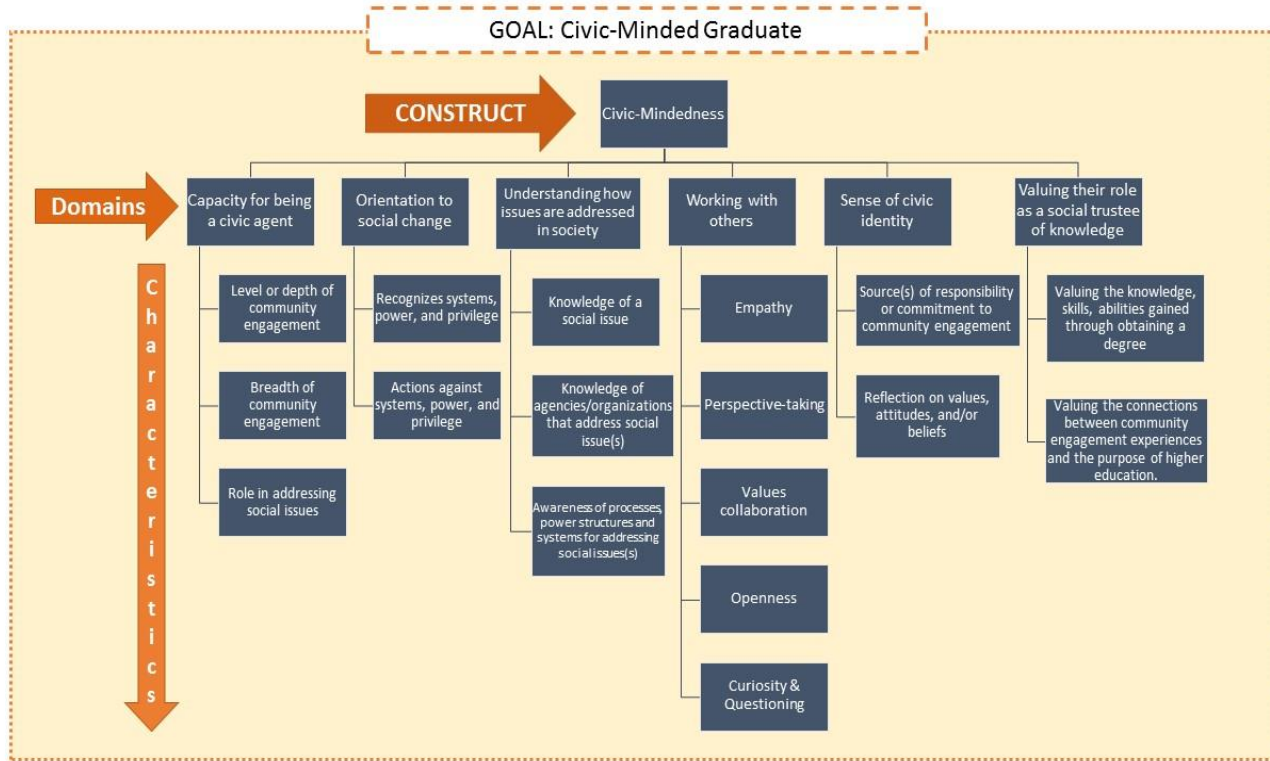 GOAL: Civic-Minded Graduate
CONSTRUCT
Civic-Mindedness
Domains
Capacity for being
a civic agent
Orientation to
social change
Understanding how
issues are addressed
in society
Working with
others
Sense of civic
identity
Valuing their role
as a social trustee
of knowledge
Characteristics
Level or depth of
community
engagement
Breadth of
community
engagement
Role in addressing
social issues
Recognizes systems,
power, and privilege
Actions against
systems, power, and
privilege
Knowledge of a
social issue
Knowledge of
agencies/organizations
that address social
issue(s)
Awareness of processes,
power structures and
systems for addressing
social issues(s)
Empathy
Perspective-taking
Values
collaboration
Openness
Curiosity &
Questioning
Source(s) of responsibility
or commitment to
community engagement
Reflection on values,
attitudes, and/or
beliefs
Valuing the knowledge,
skills, abilities gained
through obtaining a
degree
Valuing the connections
between community
engagement experiences
and the purpose of higher
education.